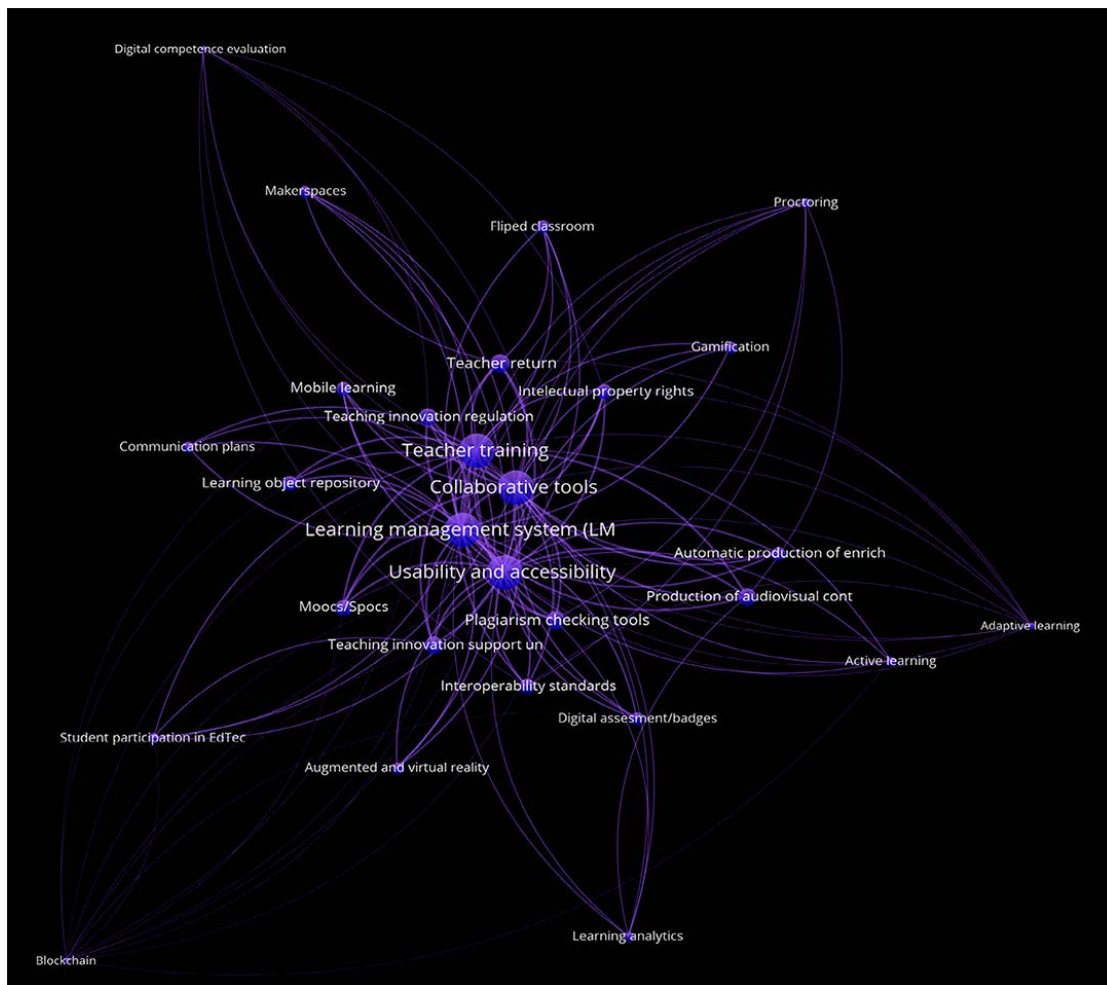 Digital competence evaluation
Makerspaces
Proctoring
Fliped classroom
Gamification
Teacher return
Mobile learning
Intelectual property rights
Teaching innovation regulation
Communication plans
Teacher training
Learning object repository
Collaborative tools
Learning management system (LM
Automatic production of enrich
Usability and accessibility
Production of audiovisual cont
Moocs/Spocs
Plagiarism checking tools
Adaptive learning
Teaching innovation support un
Active learning
Interoperability standards
Digital assesment/badges
Student participation in EdTec
Augmented and virtual reality
Learning analytics
Blockchain